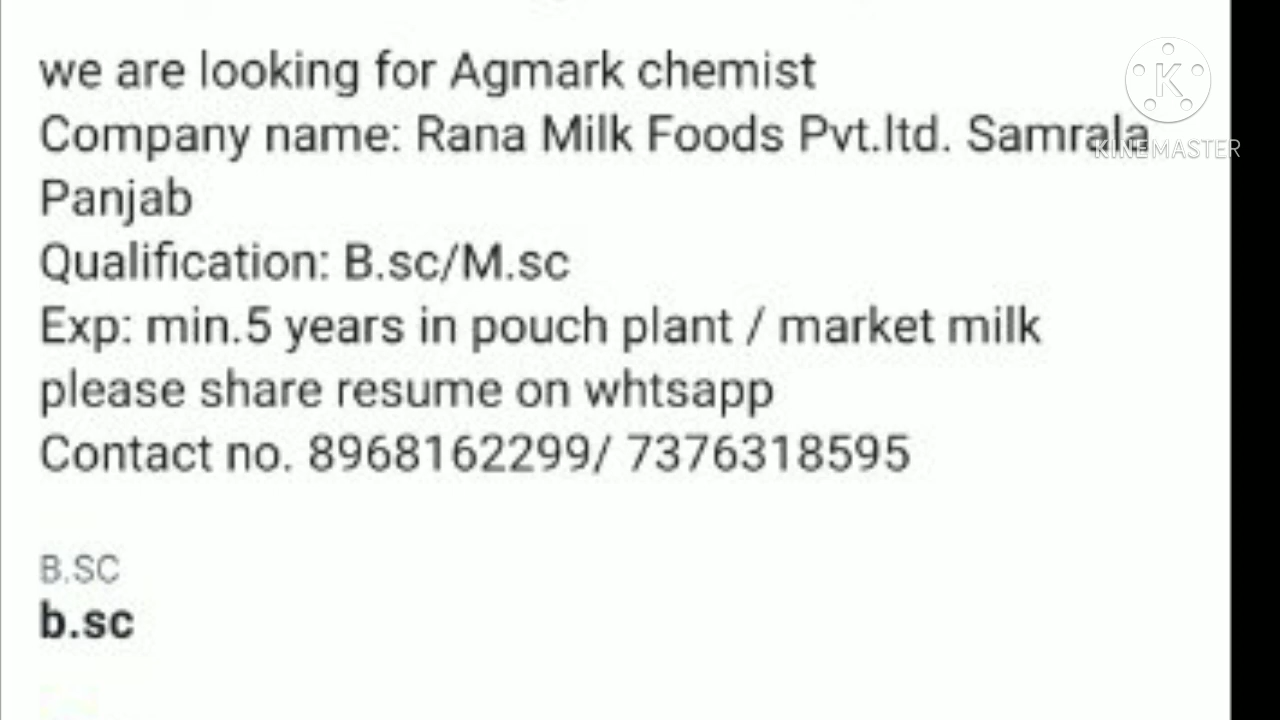 we are looking for Agmark chemist
Company name: Rana Milk Foods Pvt.ltd. Samrala
Panjab
Qualification: B.sc/M.sc
Exp: min.5 years in pouch plant / market milk
please share resume on whtsapp
Contact no. 8968162299/ 7376318595
B.SC
b.sc
K
KINEMASTER